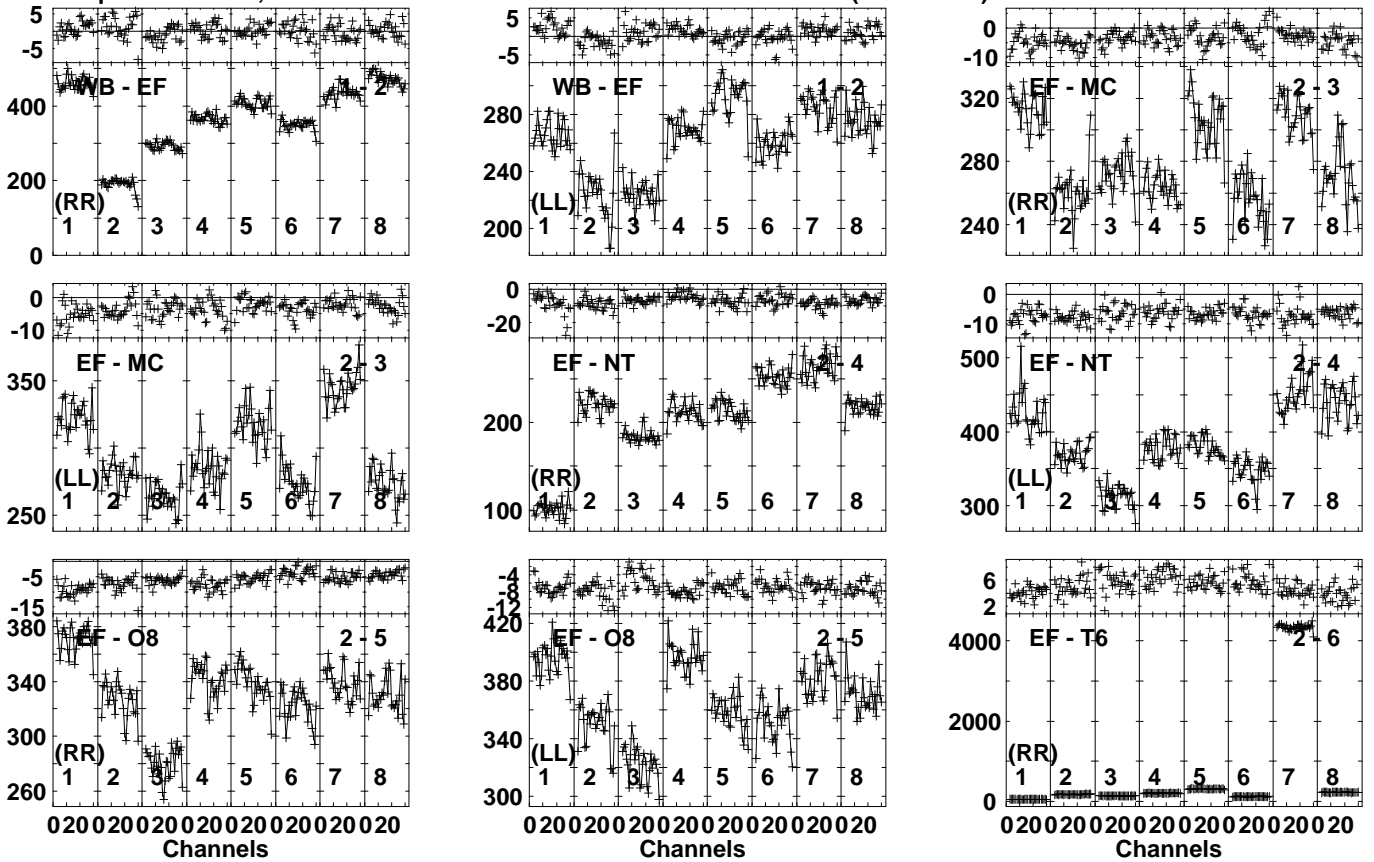 5
-5
WB - EF 1 - 2
400
200
0
(RR)
1 2 3 4 5 6 7 8
5
-5
WB - EF 1 - 2
280
240
200
(LL)
1 2 3 4 5 6 7 8
0
-10
EF - MC 2 - 3
320
280
240
(RR)
1 2 3 4 5 6 7 8
0
-10
EF - MC 2 - 3
350
250
(LL)
1 2 3 4 5 6 7 8
0
-20
EF - NT 2 - 4
200
100
(RR)
1 2 3 4 5 6 7 8
0
-10
EF - NT 2 - 4
500
400
300
(LL)
1 2 3 4 5 6 7 8
-5
-15
EF - O8 2 - 5
380
340
300
260
(RR)
1 2 3 4 5 6 7 8
0 20 0 20 0 20 0 20 0 20 0 20 0 20 0 20
Channels
-4
-8
-12
EF - O8 2 - 5
420
380
340
300
(LL)
1 2 3 4 5 6 7 8
0 20 0 20 0 20 0 20 0 20 0 20 0 20 0 20
Channels
6
2
EF - T6 2 - 6
4000
2000
0
(RR)
1 2 3 4 5 6 7 8
0 20 0 20 0 20 0 20 0 20 0 20 0 20 0 20
Channels